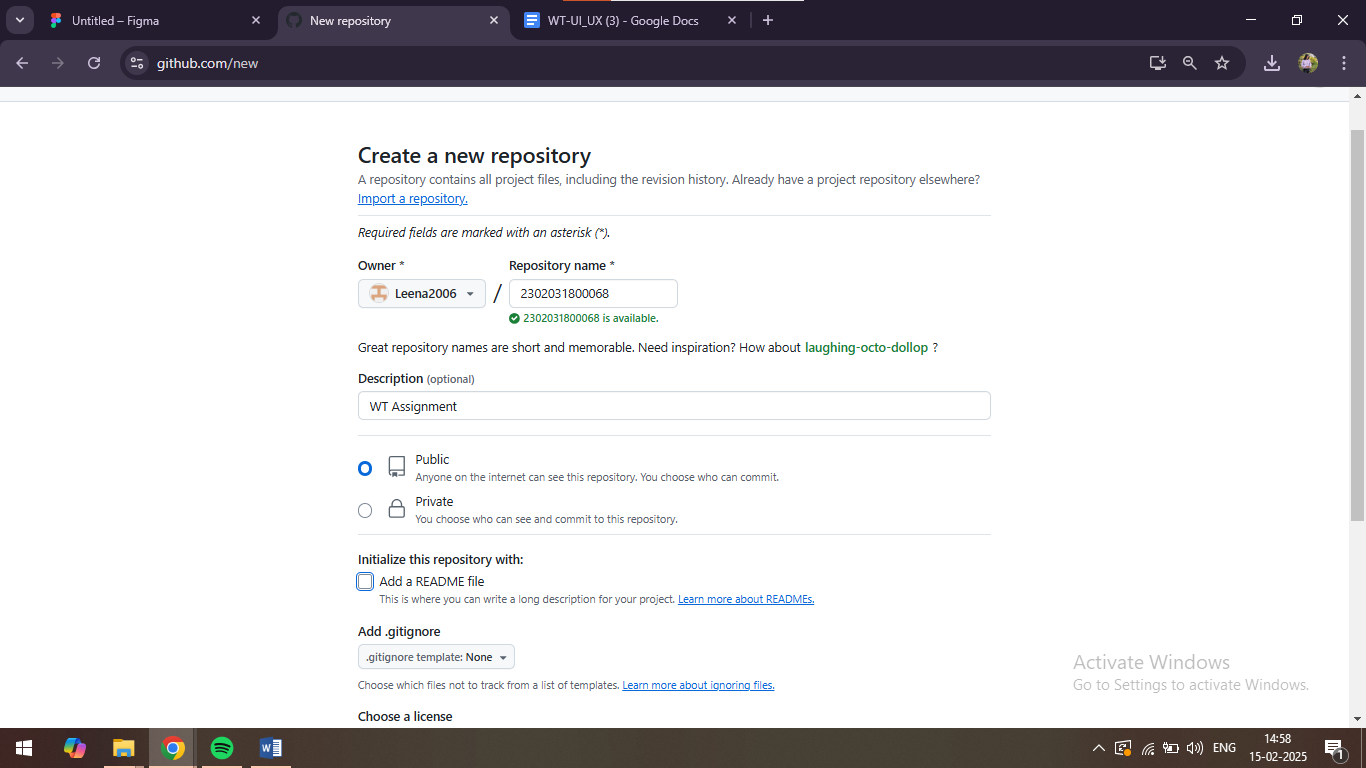 Untitled – Figma
New repository
WT-UI_UX (3) - Google Docs
github.com/new
Create a new repository
A repository contains all project files, including the revision history. Already have a project repository elsewhere?
Import a repository.
Required fields are marked with an asterisk (*).
Owner *
Repository name *
Leena2006
/
2302031800068
2302031800068 is available.
Great repository names are short and memorable. Need inspiration? How about laughing-octo-dollop ?
Description (optional)
WT Assignment
Public
Anyone on the internet can see this repository. You choose who can commit.
Private
You choose who can see and commit to this repository.
Initialize this repository with:
Add a README file
This is where you can write a long description for your project. Learn more about READMEs.
Add .gitignore
.gitignore template: None
Choose which files not to track from a list of templates. Learn more about ignoring files.
Choose a license
Activate Windows
Go to Settings to activate Windows.
ENG
14:58
15-02-2025
1